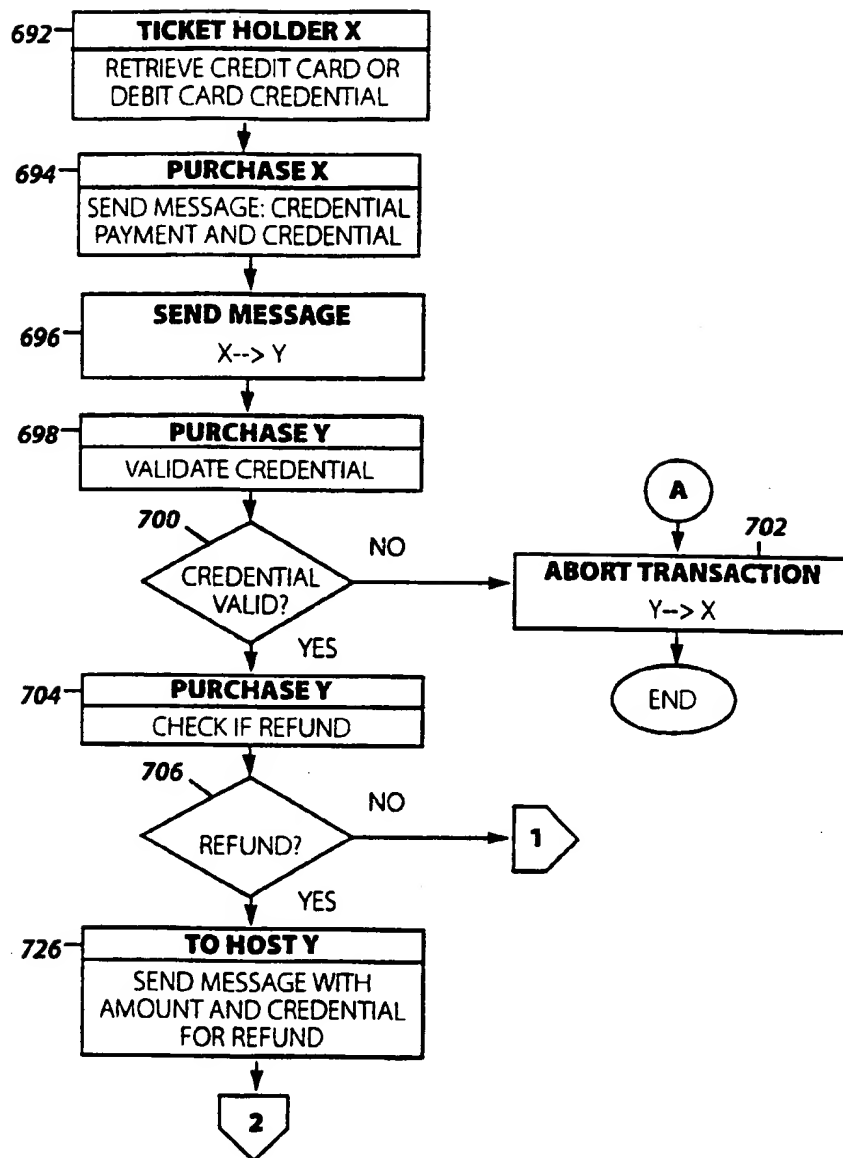 692
TICKET HOLDER X
RETRIEVE CREDIT CARD OR
DEBIT CARD CREDENTIAL
694
PURCHASE X
SEND MESSAGE: CREDENTIAL
PAYMENT AND CREDENTIAL
696
SEND MESSAGE
X--> Y
698
PURCHASE Y
VALIDATE CREDENTIAL
700
CREDENTIAL
VALID?
NO
YES
A
702
ABORT TRANSACTION
Y--> X
END
704
PURCHASE Y
CHECK IF REFUND
706
REFUND?
NO
1
YES
726
TO HOST Y
SEND MESSAGE WITH
AMOUNT AND CREDENTIAL
FOR REFUND
2